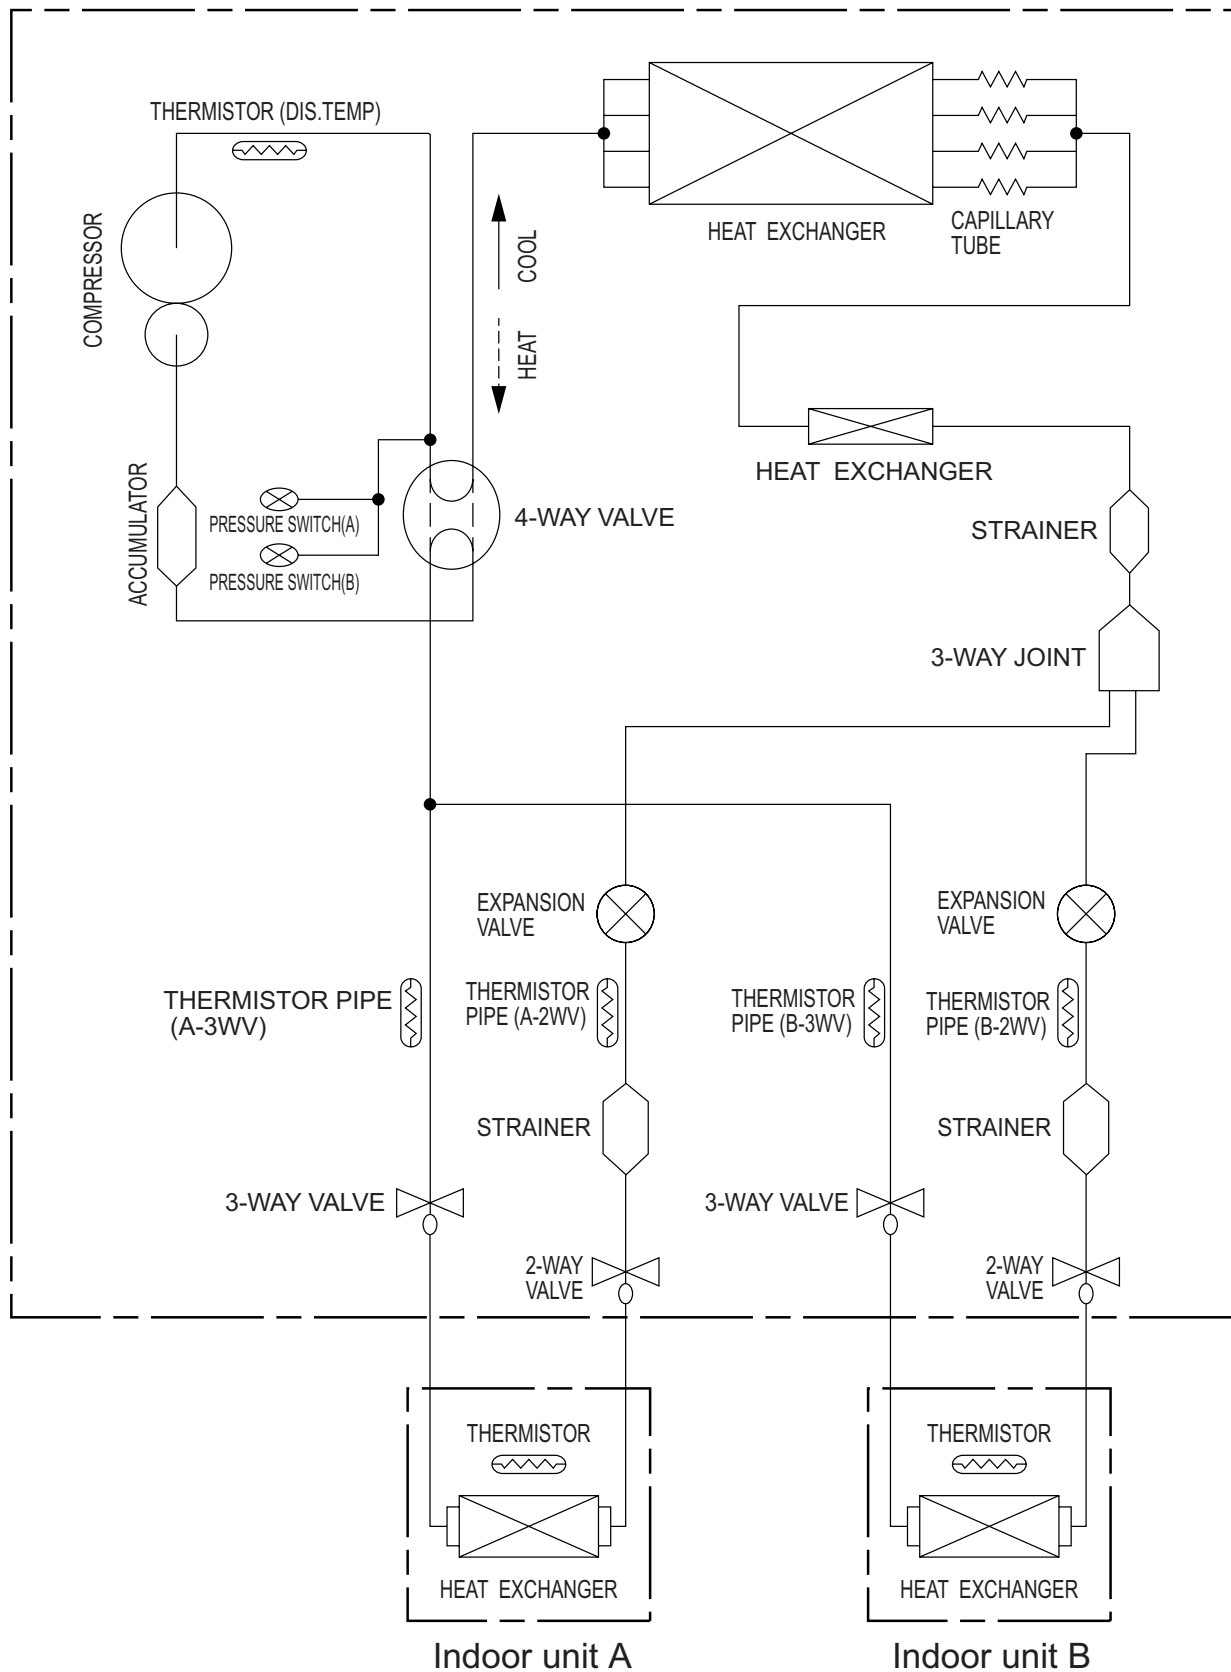 THERMISTOR (DIS.TEMP)
COMPRESSOR
HEAT EXCHANGER
CAPILLARY
TUBE
COOL
HEAT
HEAT EXCHANGER
ACCUMULATOR
PRESSURE SWITCH(A)
PRESSURE SWITCH(B)
4-WAY VALVE
STRAINER
3-WAY JOINT
EXPANSION
VALVE
EXPANSION
VALVE
THERMISTOR PIPE
(A-3WV)
THERMISTOR
PIPE (A-2WV)
THERMISTOR
PIPE (B-3WV)
THERMISTOR
PIPE (B-2WV)
STRAINER
STRAINER
3-WAY VALVE
3-WAY VALVE
2-WAY
VALVE
2-WAY
VALVE
THERMISTOR
THERMISTOR
HEAT EXCHANGER
HEAT EXCHANGER
Indoor unit A
Indoor unit B